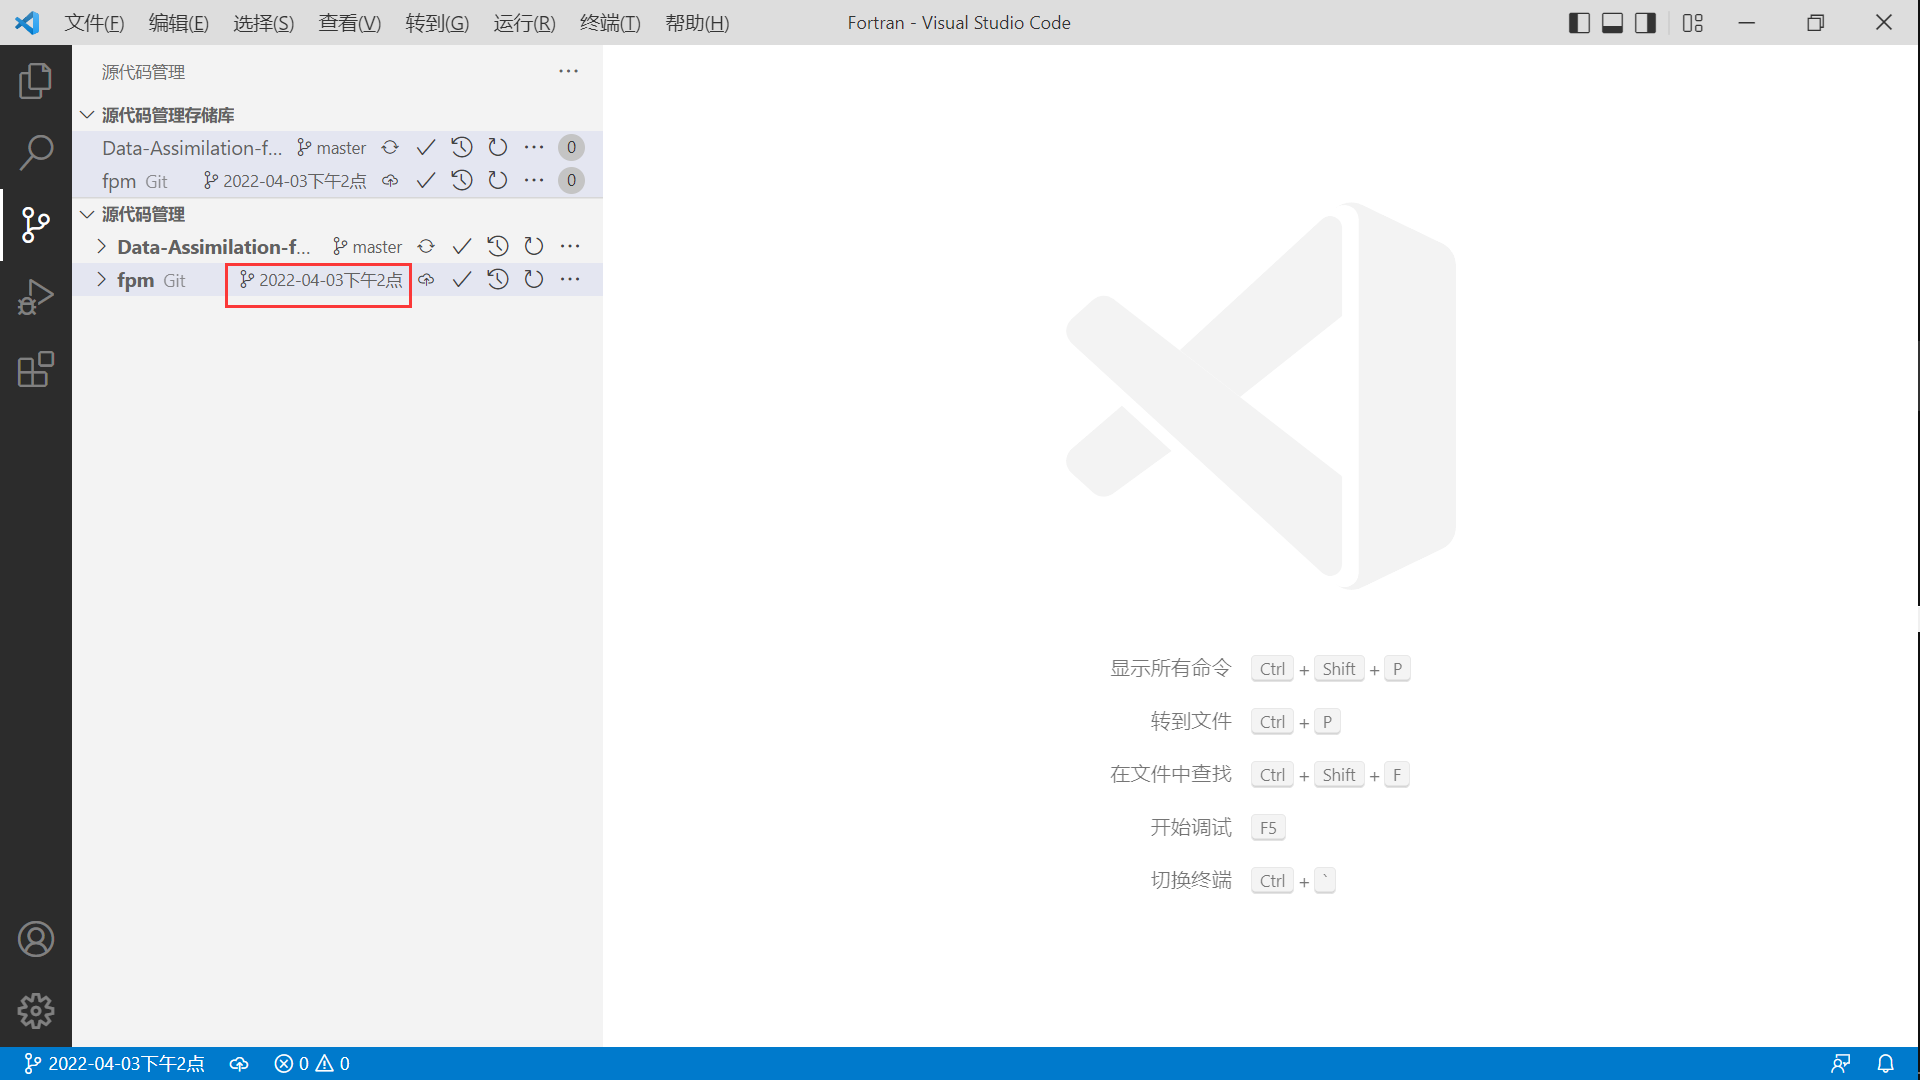 文件(F) 编辑(E) 选择(S) 查看(V) 转到(G) 运行(R) 终端(T) 帮助(H) Fortran - Visual Studio Code
源代码管理
源代码管理存储库
Data-Assimilation-f... master 0
fpm Git 2022-04-03下午2点 0
源代码管理
Data-Assimilation-f... master
fpm Git 2022-04-03下午2点
显示所有命令 Ctrl + Shift + P
转到文件 Ctrl + P
在文件中查找 Ctrl + Shift + F
开始调试 F5
切换终端 Ctrl + `
2022-04-03下午2点 0 0